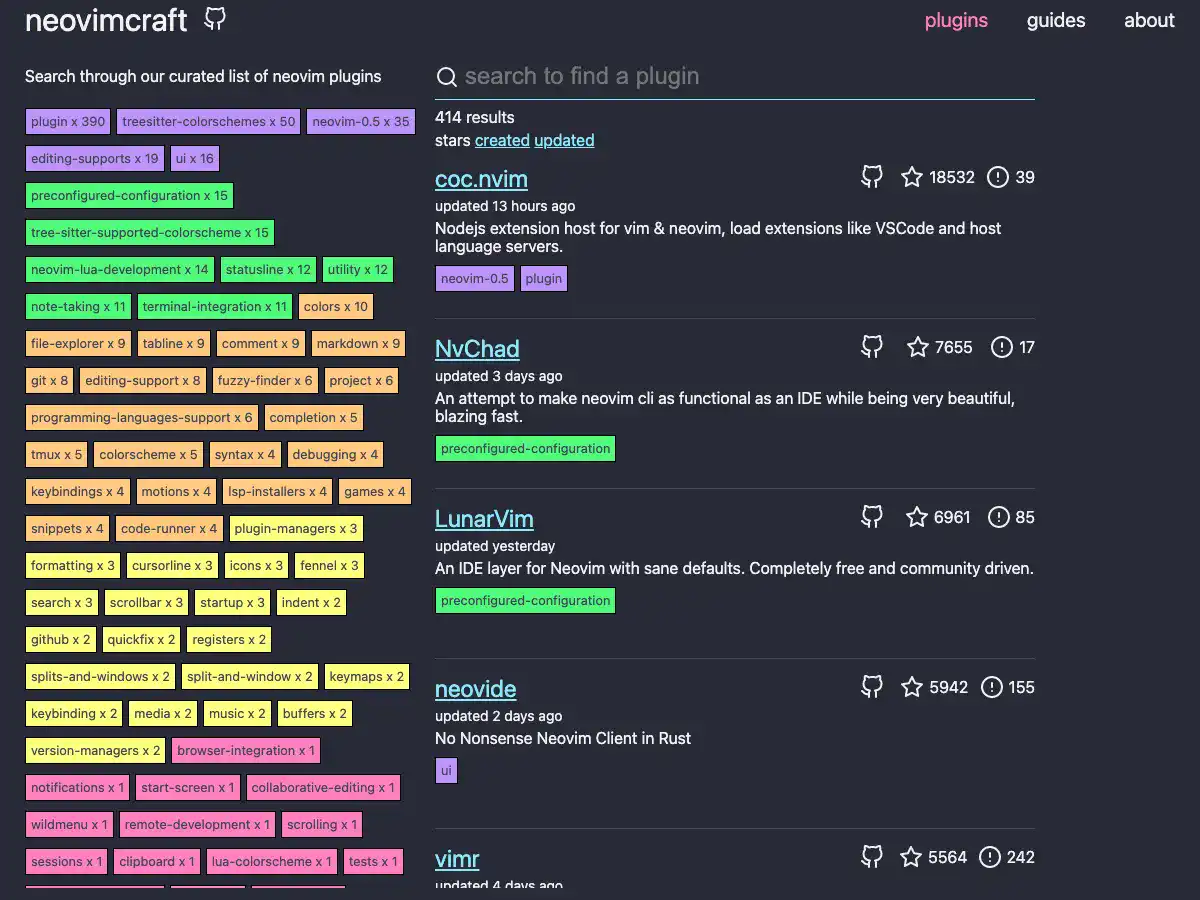 neovimcraft
plugins guides about
Search through our curated list of neovim plugins
plugin x 390 treesitter-colorschemes x 50 neovim-0.5 x 35
editing-supports x 19 ui x 16
preconfigured-configuration x 15
tree-sitter-supported-colorscheme x 15
neovim-lua-development x 14 statusline x 12 utility x 12
note-taking x 11 terminal-integration x 11 colors x 10
file-explorer x 9 tabline x 9 comment x 9 markdown x 9
git x 8 editing-support x 8 fuzzy-finder x 6 project x 6
programming-languages-support x 6 completion x 5
tmux x 5 colorscheme x 5 syntax x 4 debugging x 4
keybindings x 4 motions x 4 lsp-installers x 4 games x 4
snippets x 4 code-runner x 4 plugin-managers x 3
formatting x 3 cursorline x 3 icons x 3 fennel x 3
search x 3 scrollbar x 3 startup x 3 indent x 2
github x 2 quickfix x 2 registers x 2
splits-and-windows x 2 split-and-window x 2 keymaps x 2
keybinding x 2 media x 2 music x 2 buffers x 2
version-managers x 2 browser-integration x 1
notifications x 1 start-screen x 1 collaborative-editing x 1
wildmenu x 1 remote-development x 1 scrolling x 1
sessions x 1 clipboard x 1 lua-colorscheme x 1 tests x 1
search to find a plugin
414 results
stars created updated
coc.nvim 18532 39
updated 13 hours ago
Nodejs extension host for vim & neovim, load extensions like VSCode and host
language servers.
neovim-0.5 plugin
NvChad 7655 17
updated 3 days ago
An attempt to make neovim cli as functional as an IDE while being very beautiful,
blazing fast.
preconfigured-configuration
LunarVim 6961 85
updated yesterday
An IDE layer for Neovim with sane defaults. Completely free and community driven.
preconfigured-configuration
neovide 5942 155
updated 2 days ago
No Nonsense Neovim Client in Rust
ui
vimr 5564 242
updated 4 days ago